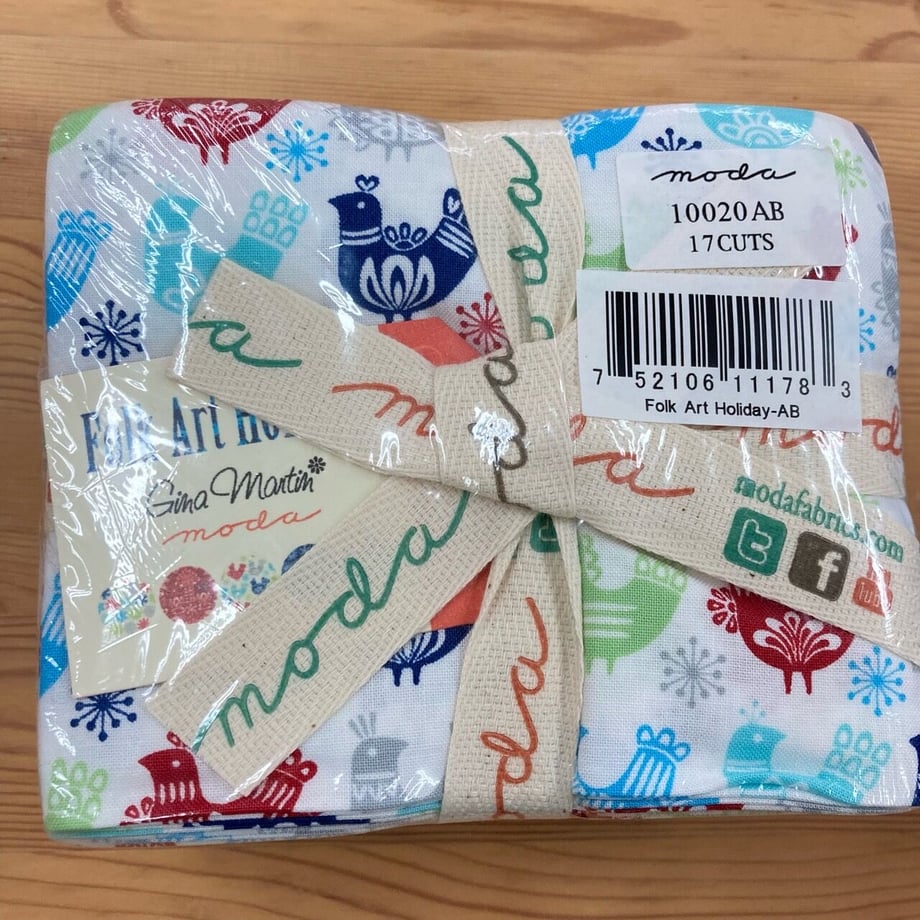 moda
10020 AB
17 CUTS
7 52106 11178 3
Folk Art Holiday-AB
Folk Art
Gina Martin
moda
moda
modafabrics.com
moda